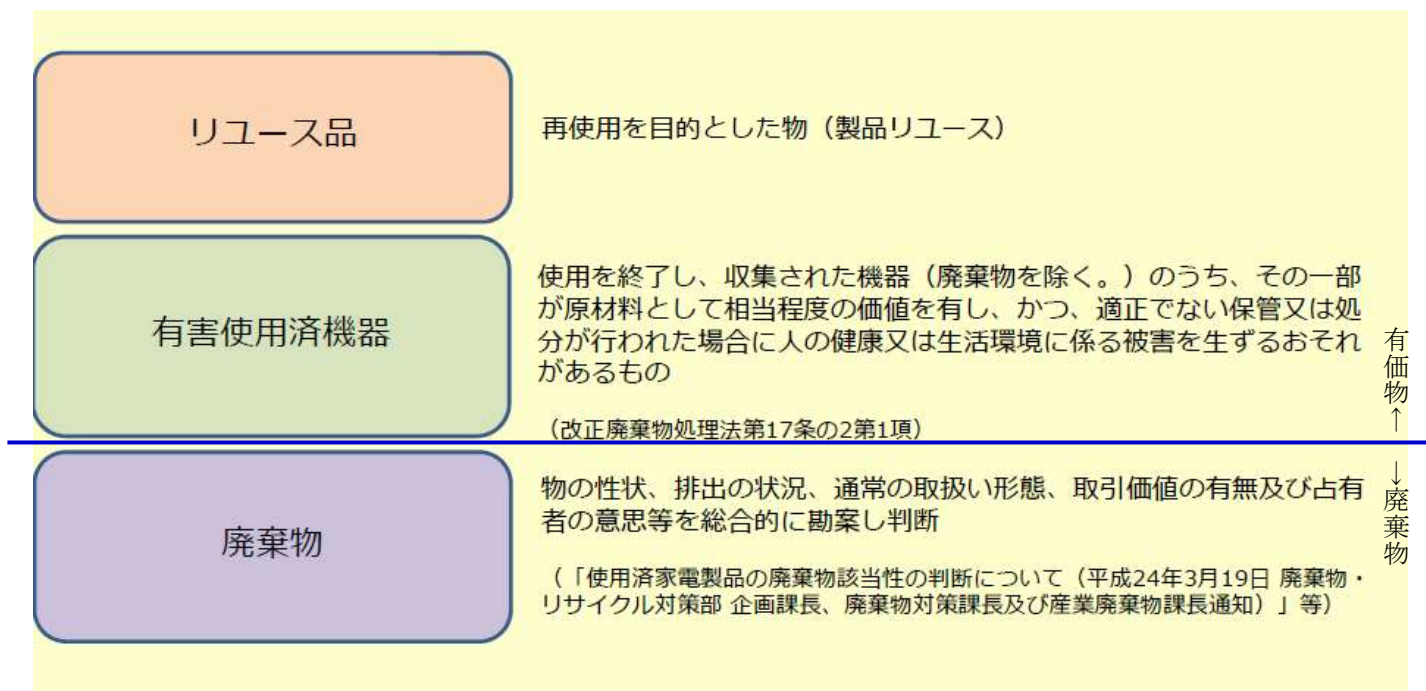 リユース品
再使用を目的とした物（製品リユース）
有害使用済機器
使用を終了し、収集された機器（廃棄物を除く。）のうち、その一部
が原材料として相当程度の価値を有し、かつ、適正でない保管又は処
分が行われた場合に人の健康又は生活環境に係る被害を生ずるおそれ
があるもの
（改正廃棄物処理法第17条の2第1項）
有価物↑
↓廃棄物
廃棄物
物の性状、排出の状況、通常の取扱い形態、取引価値の有無及び占有
者の意思等を総合的に勘案し判断
（「使用済家電製品の廃棄物該当性の判断について（平成24年3月19日 廃棄物・
リサイクル対策部 企画課長、廃棄物対策課長及び産業廃棄物課長通知）」等）